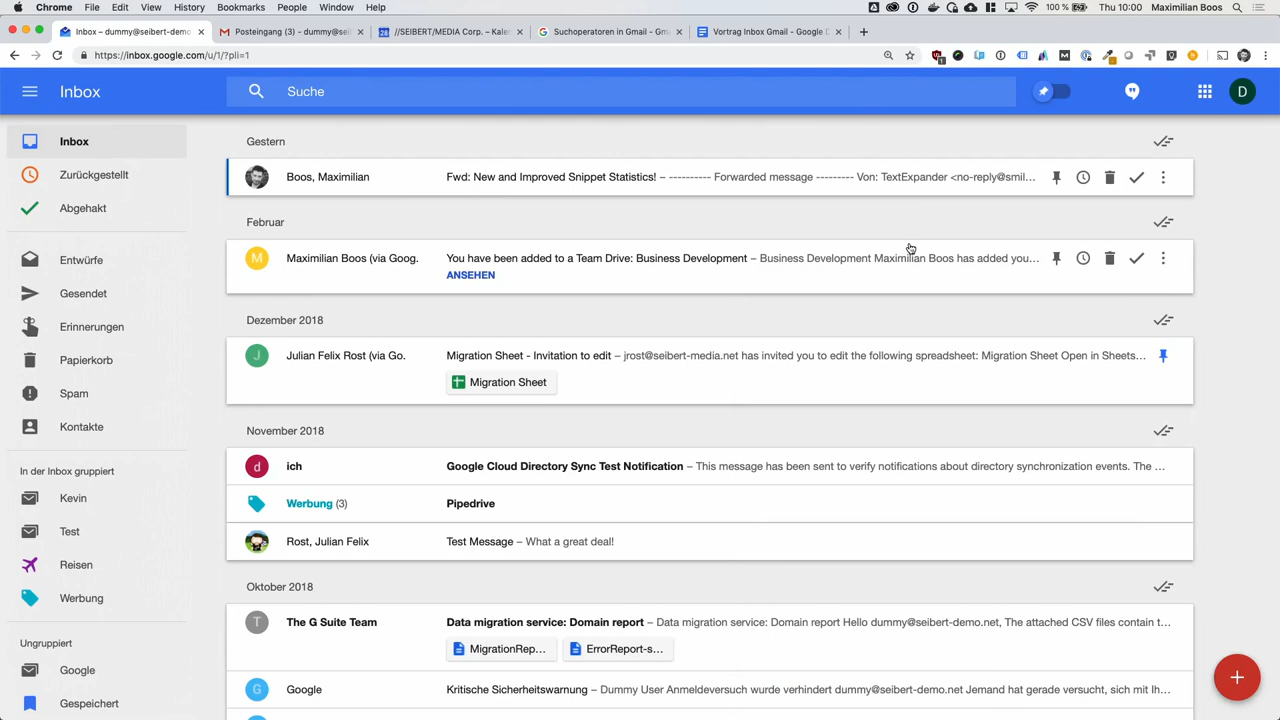 Chrome File Edit View History Bookmarks People Window Help 100 % Thu 10:00 Maximilian Boos
Inbox – dummy@seibert-demo Posteingang (3) – dummy@sei //SEIBERT/MEDIA Corp. – Kale Suchoperatoren in Gmail - Gm Vortrag Inbox Gmail - Google D
https://inbox.google.com/u/1/?pli=1
Inbox Suche D
Inbox
Zurückgestellt
Abgehakt
Entwürfe
Gesendet
Erinnerungen
Papierkorb
Spam
Kontakte
In der Inbox gruppiert
Kevin
Test
Reisen
Werbung
Ungruppiert
Google
Gespeichert
Gestern
Boos, Maximilian Fwd: New and Improved Snippet Statistics! – ---------- Forwarded message --------- Von: TextExpander <no-reply@smil...
Februar
M Maximilian Boos (via Goog. You have been added to a Team Drive: Business Development – Business Development Maximilian Boos has added you...
ANSEHEN
Dezember 2018
J Julian Felix Rost (via Go. Migration Sheet - Invitation to edit – jrost@seibert-media.net has invited you to edit the following spreadsheet: Migration Sheet Open in Sheets...
Migration Sheet
November 2018
d ich Google Cloud Directory Sync Test Notification – This message has been sent to verify notifications about directory synchronization events. The ...
Werbung (3) Pipedrive
Rost, Julian Felix Test Message – What a great deal!
Oktober 2018
T The G Suite Team Data migration service: Domain report – Data migration service: Domain report Hello dummy@seibert-demo.net, The attached CSV files contain t...
MigrationRep... ErrorReport-s...
G Google Kritische Sicherheitswarnung – Dummy User Anmeldeversuch wurde verhindert dummy@seibert-demo.net Jemand hat gerade versucht, sich mit Ih...